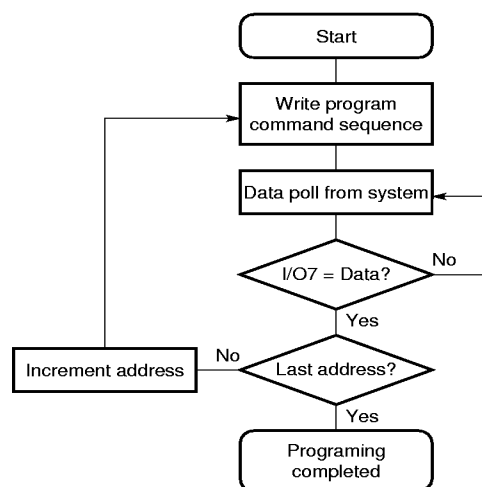 Start
Write program
command sequence
Data poll from system
I/O7 = Data?
No
Yes
Last address?
No
Increment address
Yes
Programing
completed